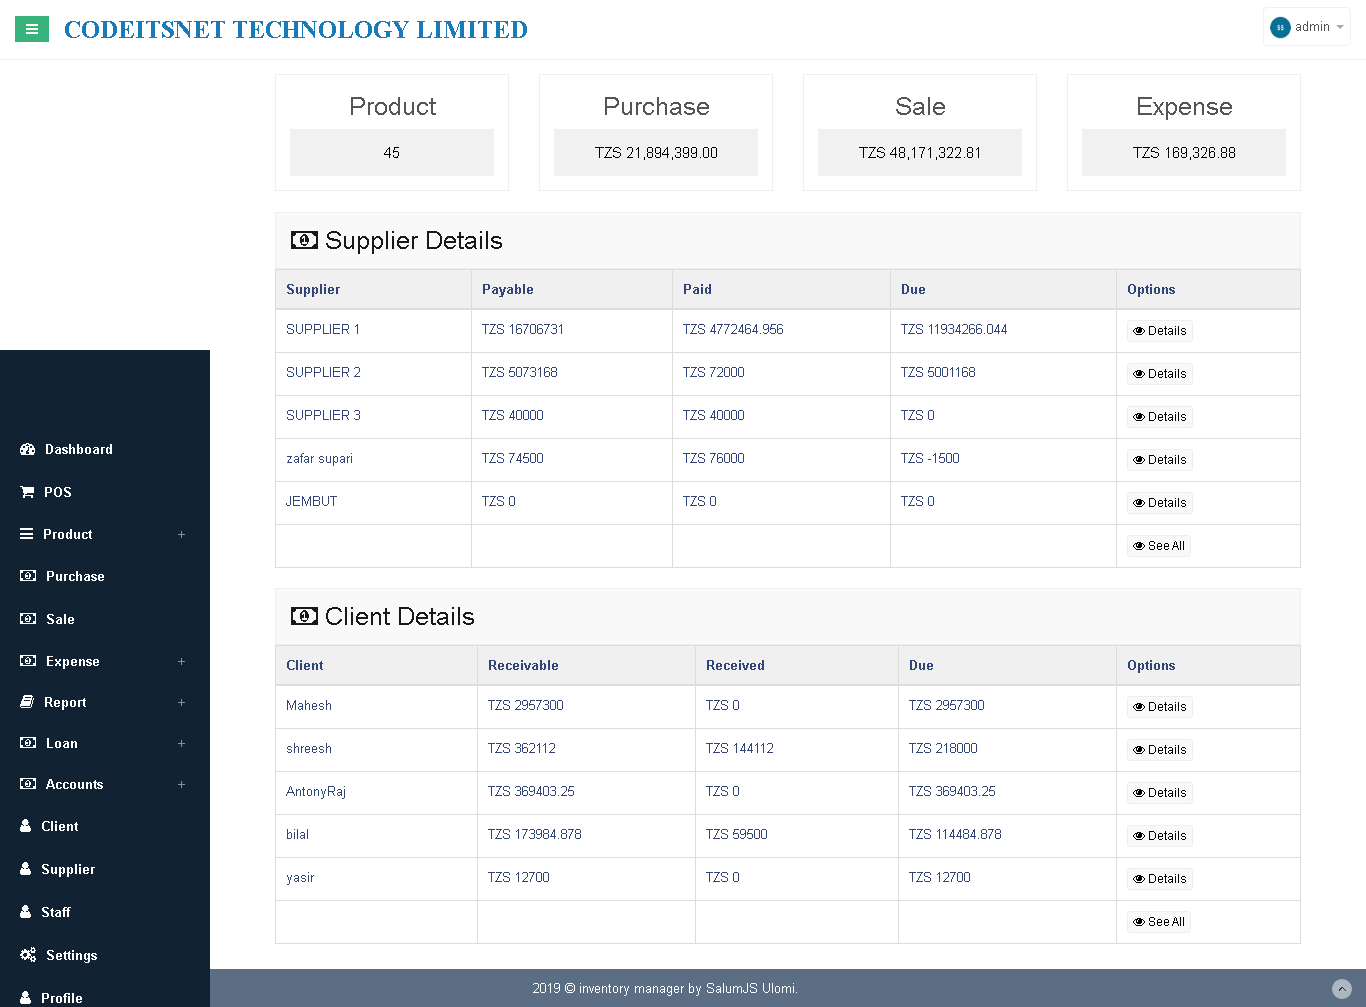 CODEITSNET TECHNOLOGY LIMITED
admin
Product
45
Purchase
TZS 21,894,399.00
Sale
TZS 48,171,322.81
Expense
TZS 169,326.88
Supplier Details
Supplier Payable Paid Due Options
SUPPLIER 1 TZS 16706731 TZS 4772464.956 TZS 11934266.044 Details
SUPPLIER 2 TZS 5073168 TZS 72000 TZS 5001168 Details
SUPPLIER 3 TZS 40000 TZS 40000 TZS 0 Details
zafar supari TZS 74500 TZS 76000 TZS -1500 Details
JEMBUT TZS 0 TZS 0 TZS 0 Details
See All
Client Details
Client Receivable Received Due Options
Mahesh TZS 2957300 TZS 0 TZS 2957300 Details
shreesh TZS 362112 TZS 144112 TZS 218000 Details
AntonyRaj TZS 369403.25 TZS 0 TZS 369403.25 Details
bilal TZS 173984.878 TZS 59500 TZS 114484.878 Details
yasir TZS 12700 TZS 0 TZS 12700 Details
See All
Dashboard
POS
Product +
Purchase
Sale
Expense +
Report +
Loan +
Accounts +
Client
Supplier
Staff
Settings
Profile
2019 © inventory manager by SalumJS Ulomi.